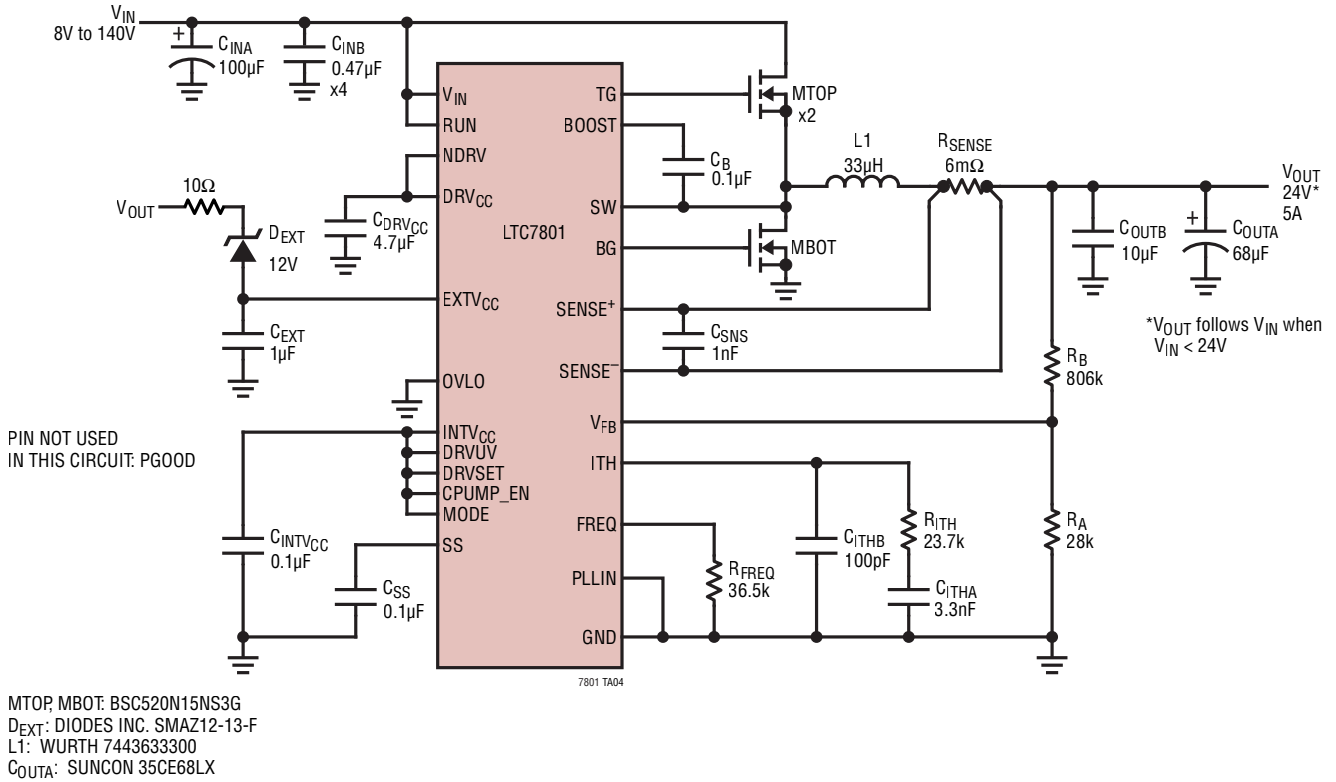 VIN
8V to 140V
+
CINA
100µF
CINB
0.47µF
x4
VIN
RUN
NDRV
DRVCC
CDRVCC
4.7µF
10Ω
VOUT
DEXT
12V
EXTVCC
CEXT
1µF
OVLO
PIN NOT USED
IN THIS CIRCUIT: PGOOD
INTVCC
DRVUV
DRVSET
CPUMP_EN
MODE
CINTVCC
0.1µF
SS
CSS
0.1µF
LTC7801
TG
BOOST
SW
BG
SENSE+
SENSE–
VFB
ITH
FREQ
PLLIN
GND
MTOP
x2
CB
0.1µF
MBOT
L1
33µH
RSENSE
6mΩ
VOUT
24V*
5A
COUTB
10µF
+
COUTA
68µF
*VOUT follows VIN when
VIN < 24V
CSNS
1nF
RB
806k
RA
28k
RFREQ
36.5k
CITHB
100pF
RITH
23.7k
CITHA
3.3nF
7801 TA04
MTOP, MBOT: BSC520N15NS3G
DEXT: DIODES INC. SMAZ12-13-F
L1: WURTH 7443633300
COUTA: SUNCON 35CE68LX